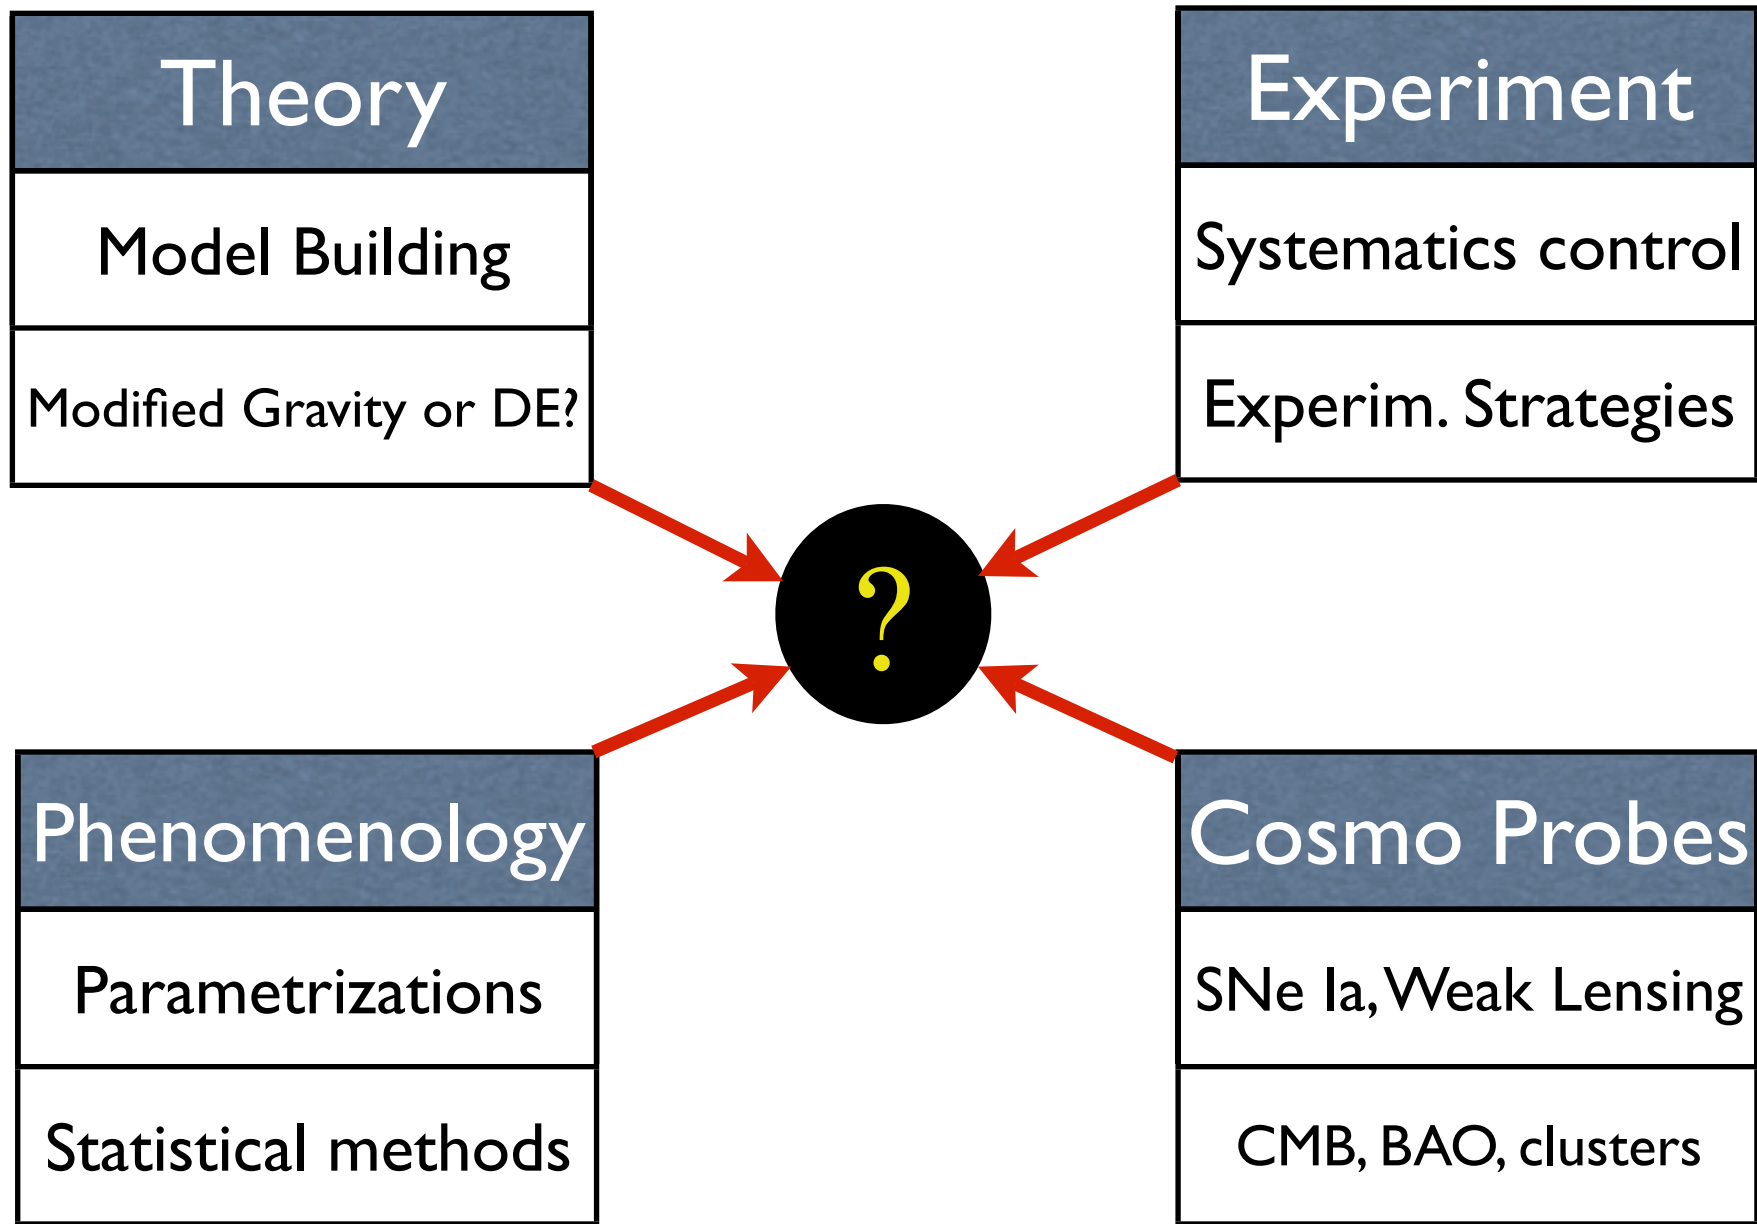 Theory
Model Building
Modified Gravity or DE?
Experiment
Systematics control
Experim. Strategies
?
Phenomenology
Parametrizations
Statistical methods
Cosmo Probes
SNe Ia, Weak Lensing
CMB, BAO, clusters